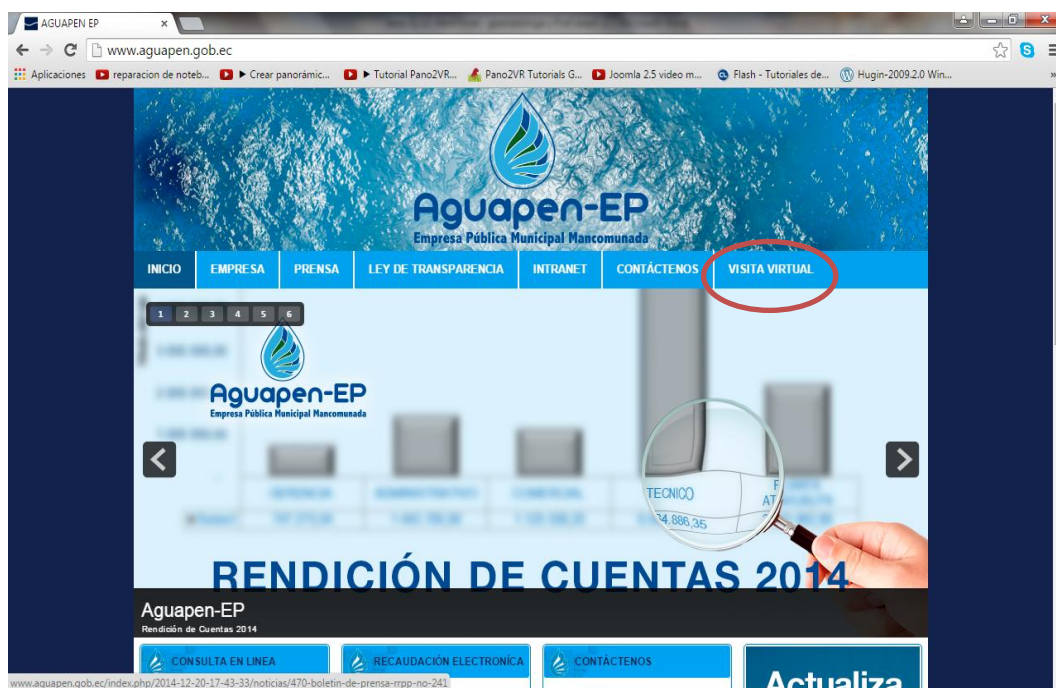 AGUAPEN EP
www.aguapen.gob.ec
Aplicaciones reparacion de noteb... ► Crear panorámic... ► Tutorial Pano2VR... Pano2VR Tutorials G... Joomla 2.5 video m... Flash - Tutoriales de... Hugin-2009.2.0 Win...
Aguapen-EP
Empresa Pública Municipal Mancomunada
INICIO EMPRESA PRENSA LEY DE TRANSPARENCIA INTRANET CONTÁCTENOS VISITA VIRTUAL
1 2 3 4 5 6
Aguapen-EP
Empresa Pública Municipal Mancomunada
TECNICO
4.886,35
RENDICIÓN DE CUENTAS 2014
Aguapen-EP
Rendición de Cuentas 2014
CONSULTA EN LINEA RECAUDACIÓN ELECTRONÍCA CONTÁCTENOS
Actualiza
www.aguapen.gob.ec/index.php/2014-12-20-17-43-33/noticias/470-boletin-de-prensa-rrpp-no-241